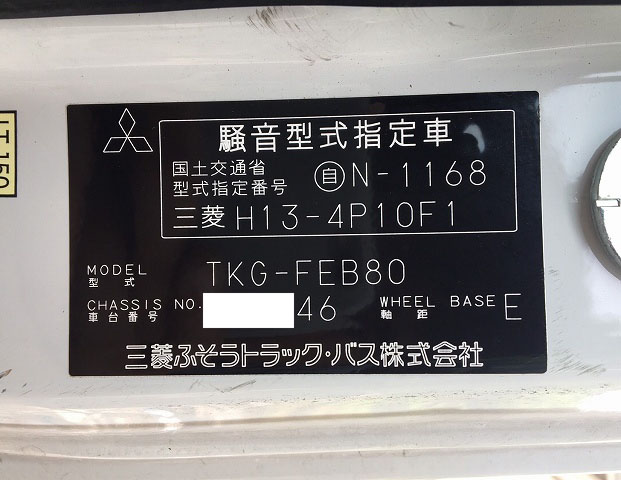 騒音型式指定車
国土交通省
型式指定番号 自 N-1168
三菱 H13-4P10F1
MODEL
型式 TKG-FEB80
CHASSIS NO.
車台番号 46 WHEEL BASE
軸距 E
三菱ふそうトラック・バス株式会社
LT 150